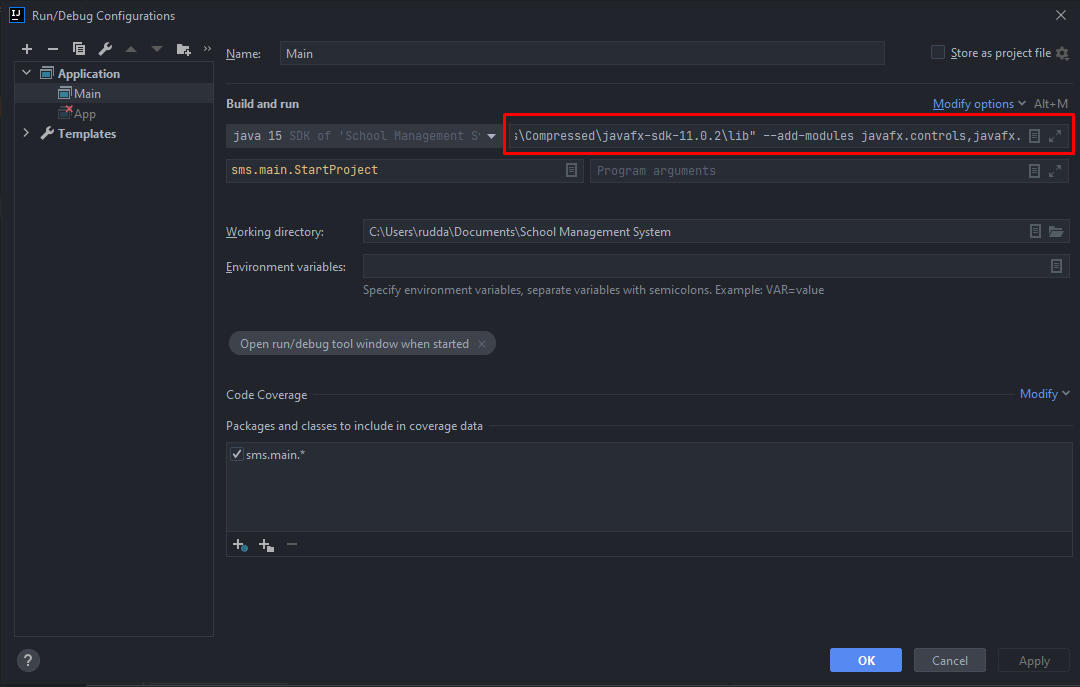 IJ Run/Debug Configurations
Name: Main Store as project file
Application
Main
App
Templates
Build and run Modify options Alt+M
java 15 SDK of 'School Management Sy \Compressed\javafx-sdk-11.0.2\lib" --add-modules javafx.controls,javafx.
sms.main.StartProject Program arguments
Working directory: C:\Users\rudda\Documents\School Management System
Environment variables:
Specify environment variables, separate variables with semicolons. Example: VAR=value
Open run/debug tool window when started
Code Coverage Modify
Packages and classes to include in coverage data
sms.main.*
? OK Cancel Apply